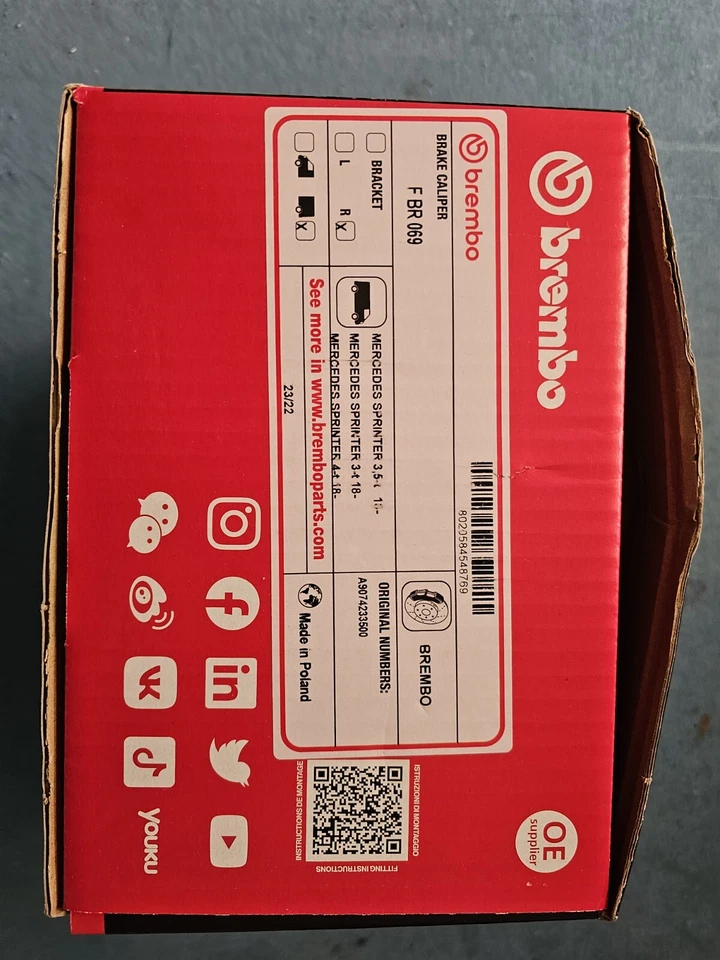 brembo
brembo
8020584548769
BRAKE CALIPER
F BR 069
BREMBO
BRACKET
L
R
X
X
MERCEDES SPRINTER 3,5-t 18-
MERCEDES SPRINTER 3-t 18-
MERCEDES SPRINTER 4-t 18-
ORIGINAL NUMBERS:
A9074233500
See more in www.bremboparts.com
23/22
Made in Poland
OE
supplier
ISTRUZIONI DI MONTAGGIO
FITTING INSTRUCTIONS
INSTRUCTIONS DE MONTAGE
in
YOUKU